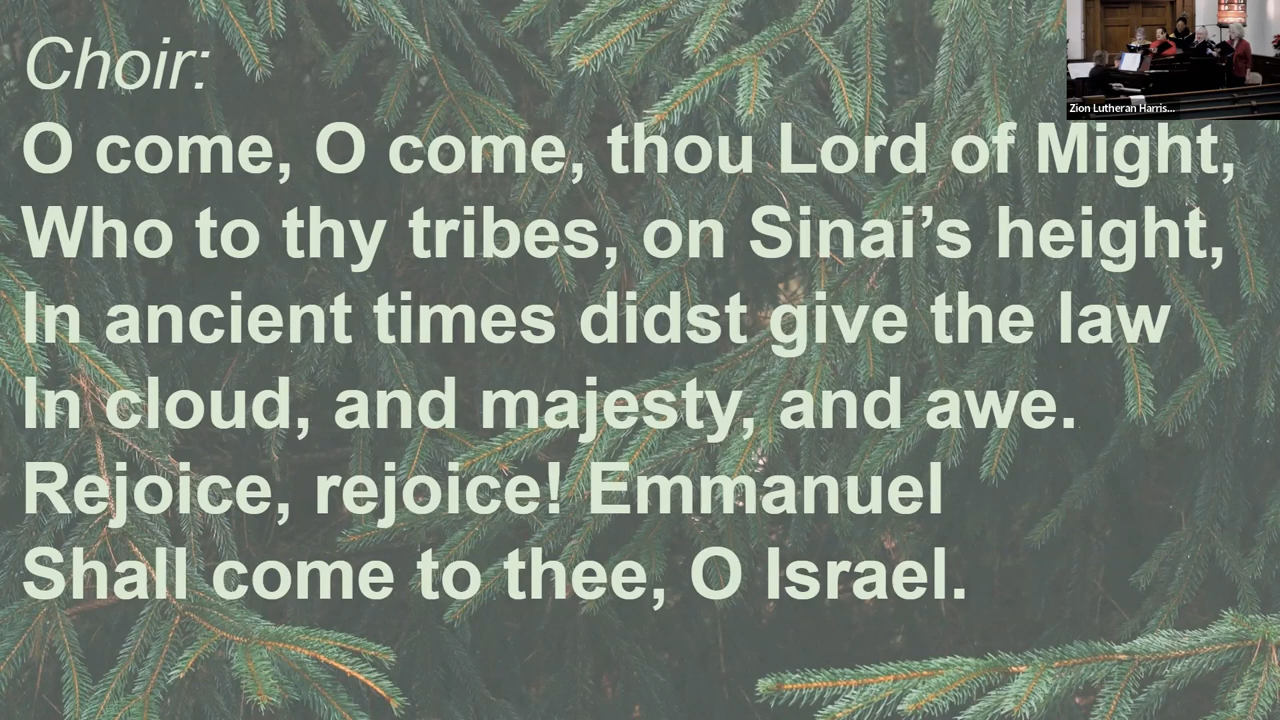 Choir:
O come, O come, thou Lord of Might,
Who to thy tribes, on Sinai’s height,
In ancient times didst give the law
In cloud, and majesty, and awe.
Rejoice, rejoice! Emmanuel
Shall come to thee, O Israel.
Zion Lutheran Harris...